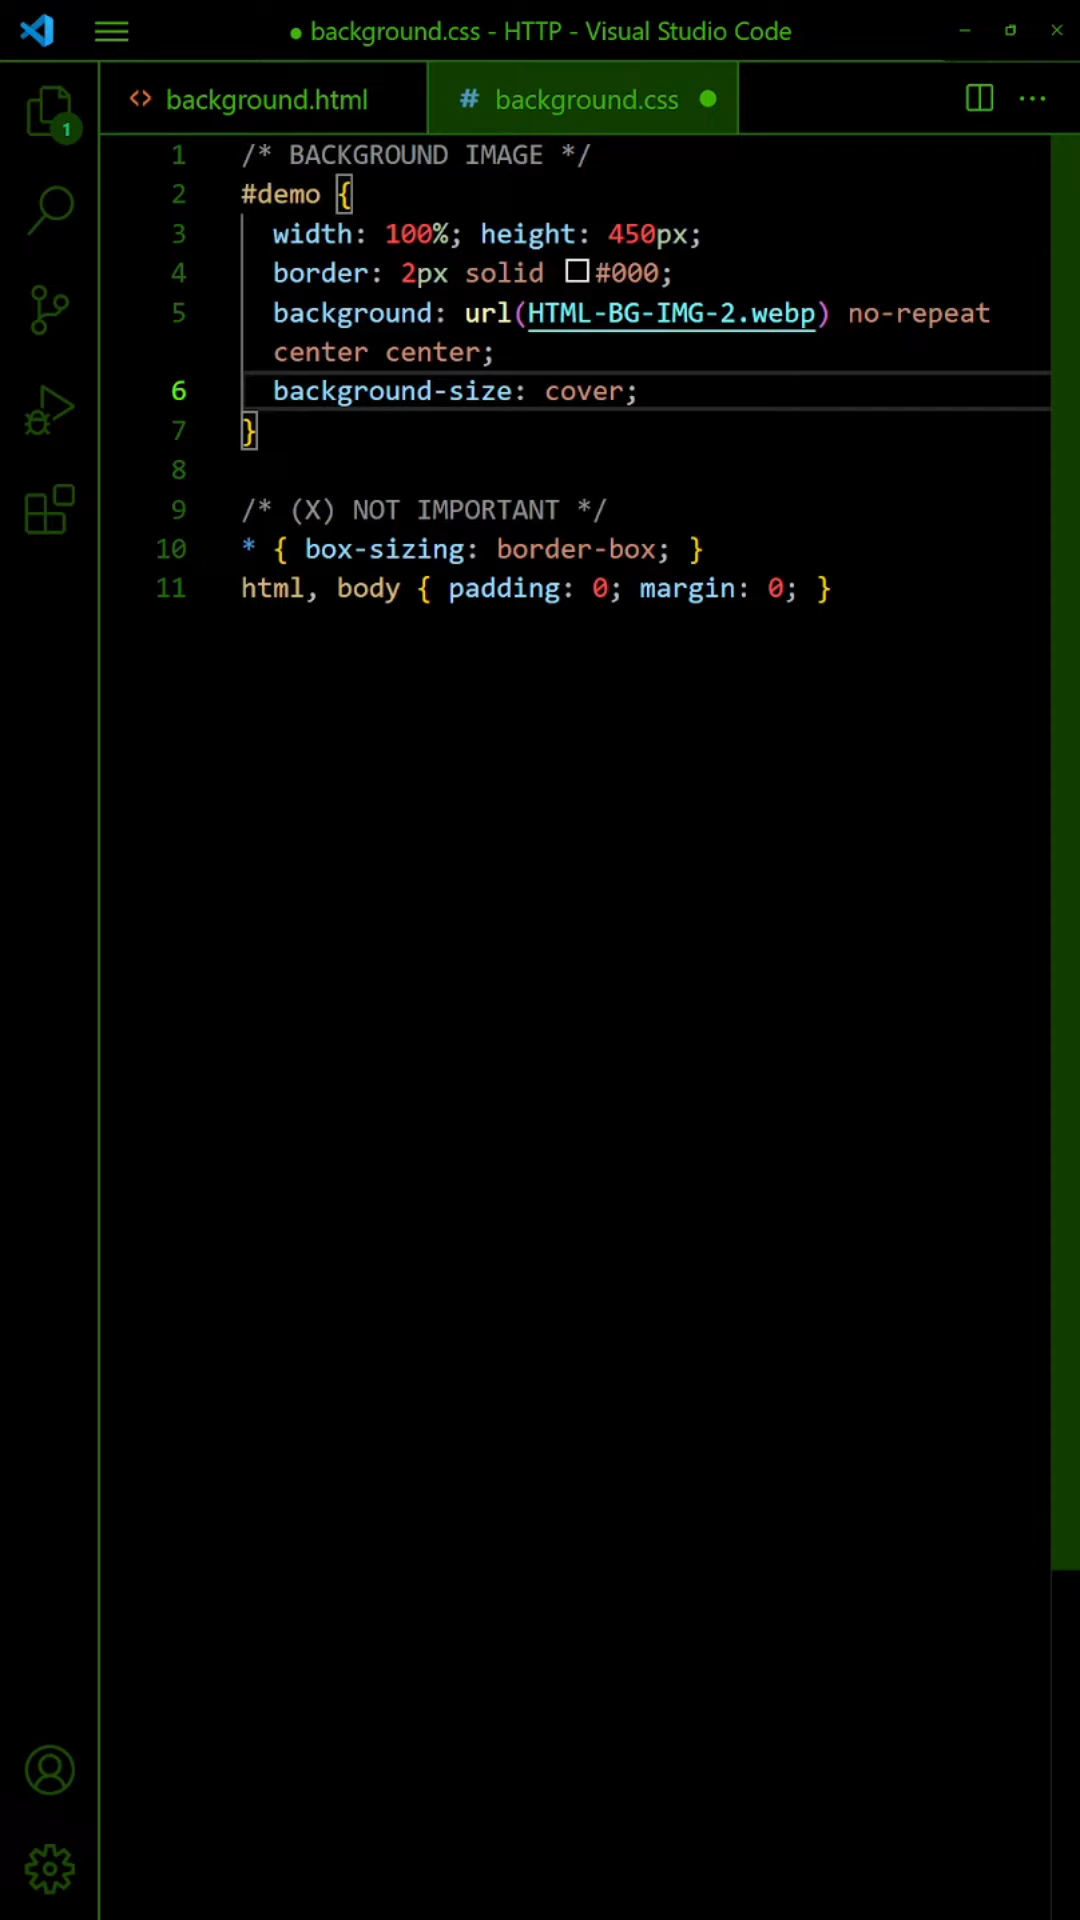 ● background.css - HTTP - Visual Studio Code
background.html
# background.css ●
1
1 /* BACKGROUND IMAGE */
2 #demo {
3 width: 100%; height: 450px;
4 border: 2px solid #000;
5 background: url(HTML-BG-IMG-2.webp) no-repeat
center center;
6 background-size: cover;
7 }
8
9 /* (X) NOT IMPORTANT */
10 * { box-sizing: border-box; }
11 html, body { padding: 0; margin: 0; }